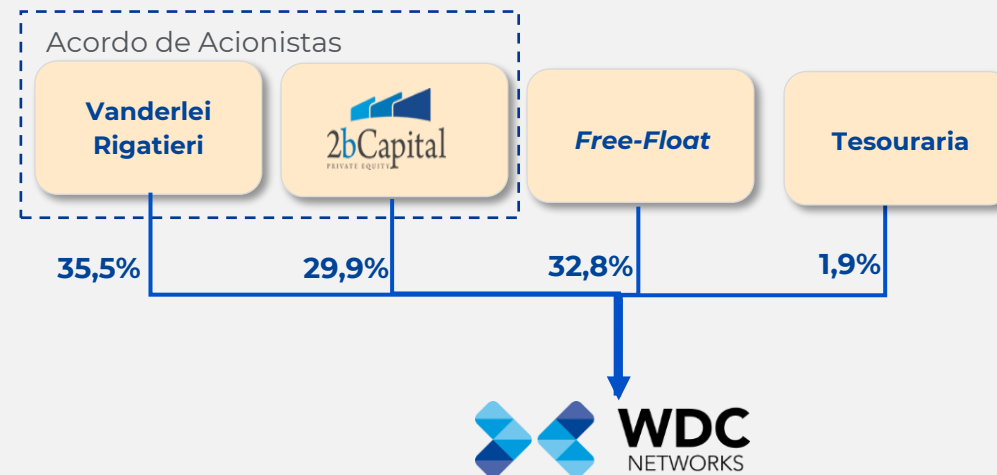 Acordo de Acionistas
Vanderlei
Rigatieri
2bCapital
PRIVATE EQUITY
Free-Float
Tesouraria
35,5%
29,9%
32,8%
1,9%
WDC
NETWORKS